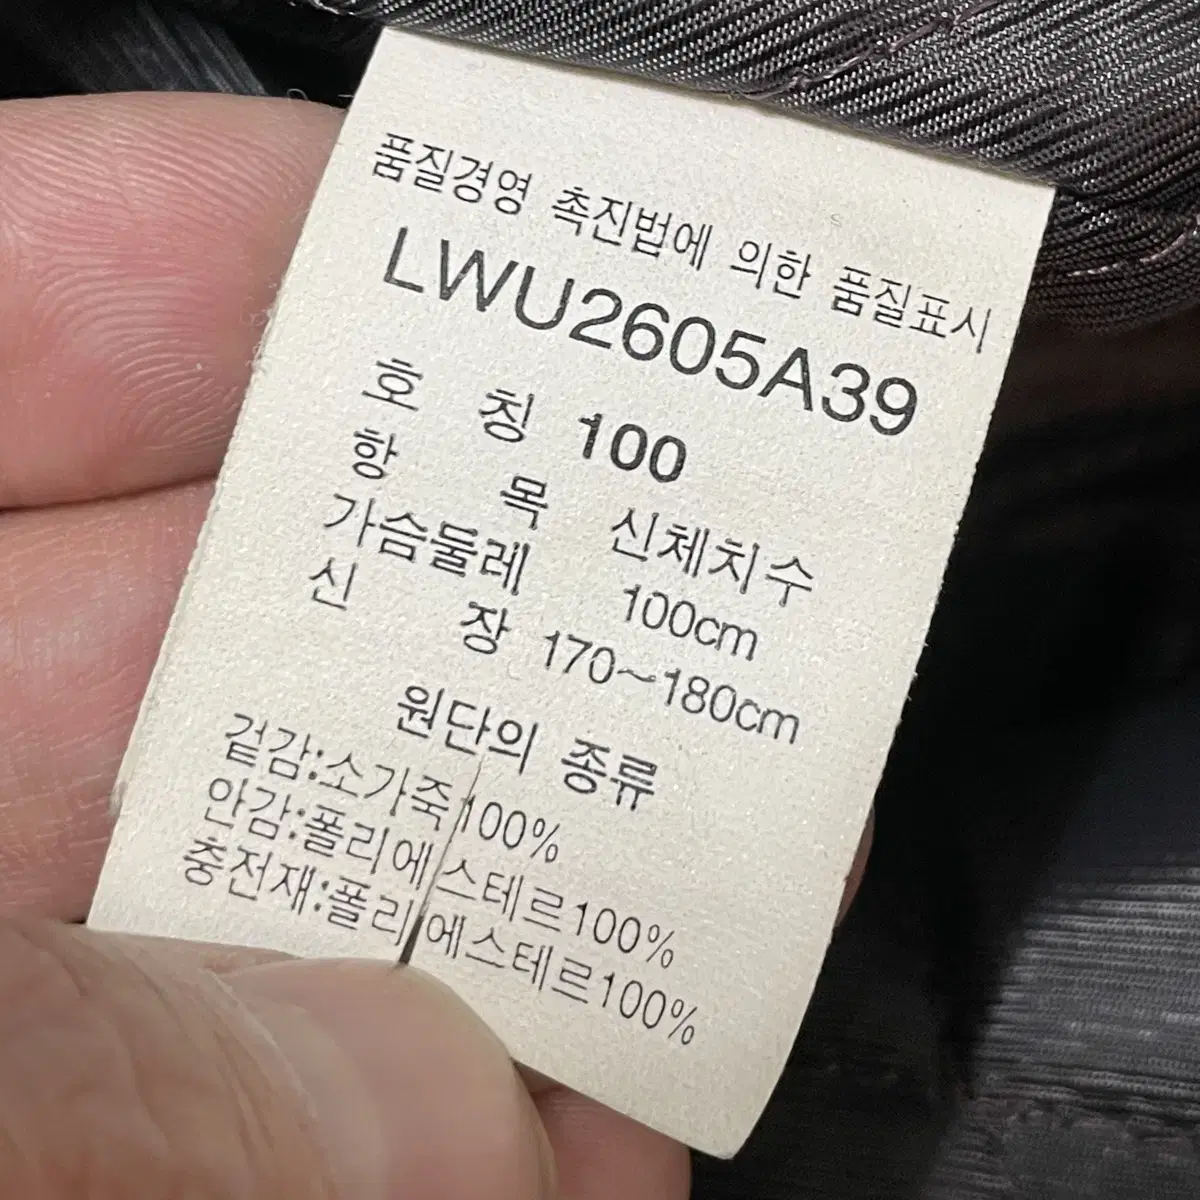 품질경영 촉진법에 의한 품질표시
LWU2605A39
호 칭 100
항 목 신체치수
가슴둘레 100cm
신 장 170~180cm
원단의 종류
겉감:소가죽100%
안감:폴리에스테르100%
충전재:폴리에스테르100%